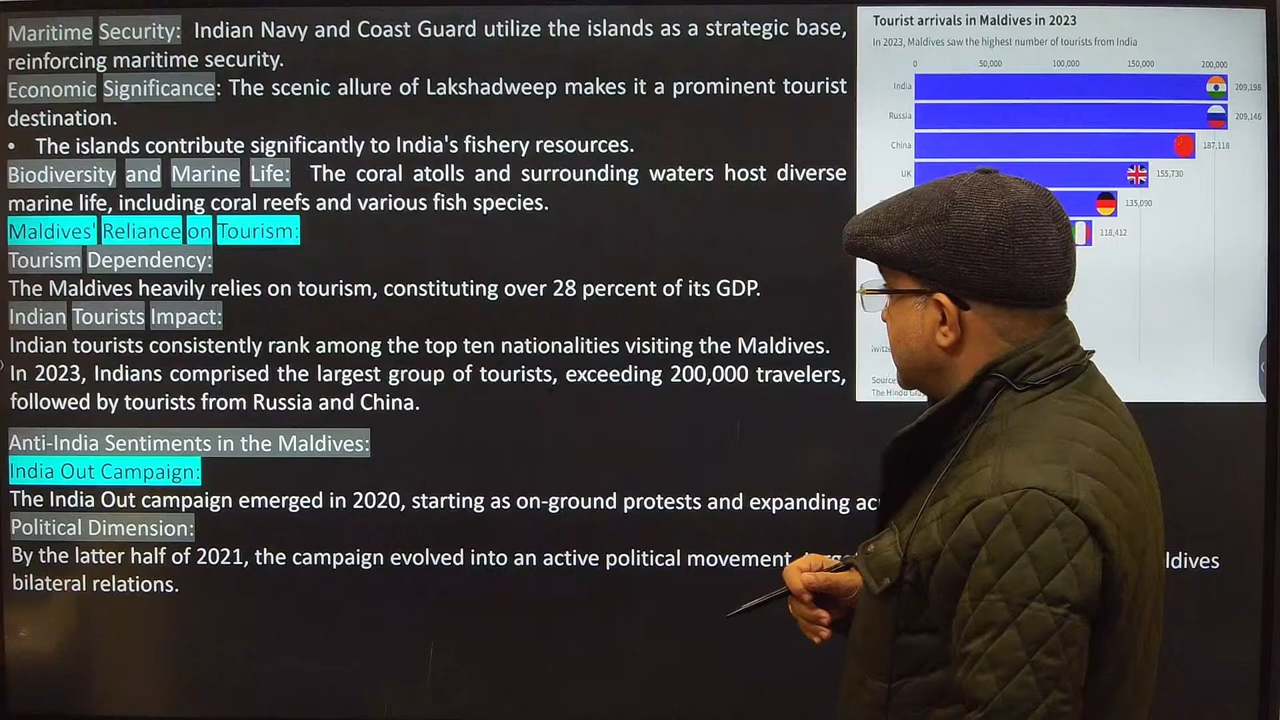 Maritime Security: Indian Navy and Coast Guard utilize the islands as a strategic base,
reinforcing maritime security.
Economic Significance: The scenic allure of Lakshadweep makes it a prominent tourist
destination.
• The islands contribute significantly to India's fishery resources.
Biodiversity and Marine Life: The coral atolls and surrounding waters host diverse
marine life, including coral reefs and various fish species.
Maldives' Reliance on Tourism:
Tourism Dependency:
The Maldives heavily relies on tourism, constituting over 28 percent of its GDP.
Indian Tourists Impact:
Indian tourists consistently rank among the top ten nationalities visiting the Maldives.
In 2023, Indians comprised the largest group of tourists, exceeding 200,000 travelers,
followed by tourists from Russia and China.
Anti-India Sentiments in the Maldives:
India Out Campaign:
The India Out campaign emerged in 2020, starting as on-ground protests and expanding
Political Dimension:
By the latter half of 2021, the campaign evolved into an active political movement,
bilateral relations.
Tourist arrivals in Maldives in 2023
In 2023, Maldives saw the highest number of tourists from India
0 50,000 100,000 150,000 200,000
India 209,198
Russia 209,146
China 187,118
UK 155,730
135,090
118,412
Source
The Hindu